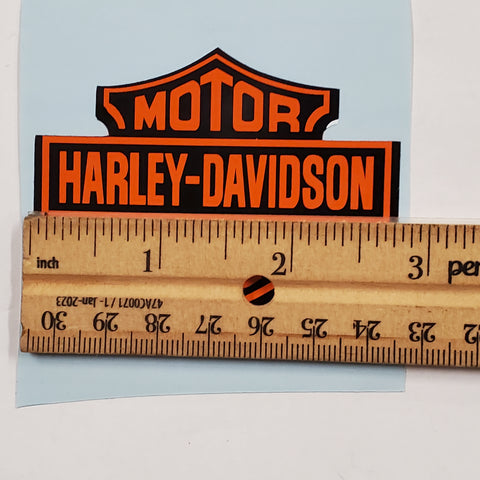 MOTOR
HARLEY-DAVIDSON
inch 1 2 3 per
47AC0071 / 1 - Jan-2023
30 29 28 27 26 25 24 23